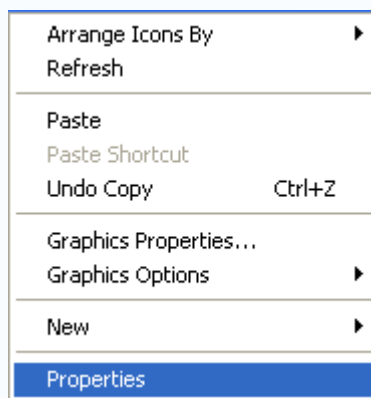 Arrange Icons By
Refresh
Paste
Paste Shortcut
Undo Copy Ctrl+Z
Graphics Properties...
Graphics Options
New
Properties